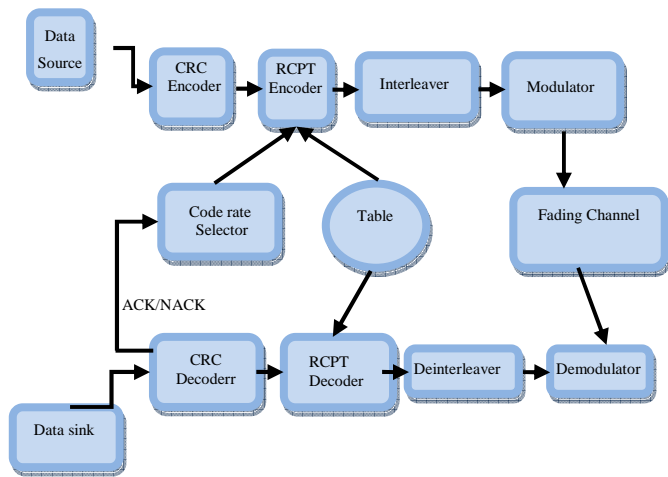 Data
Source
CRC
Encoder
RCPT
Encoder
Interleaver
Modulator
Code rate
Selector
Table
Fading Channel
ACK/NACK
CRC
Decoderr
RCPT
Decoder
Deinterleaver
Demodulator
Data sink